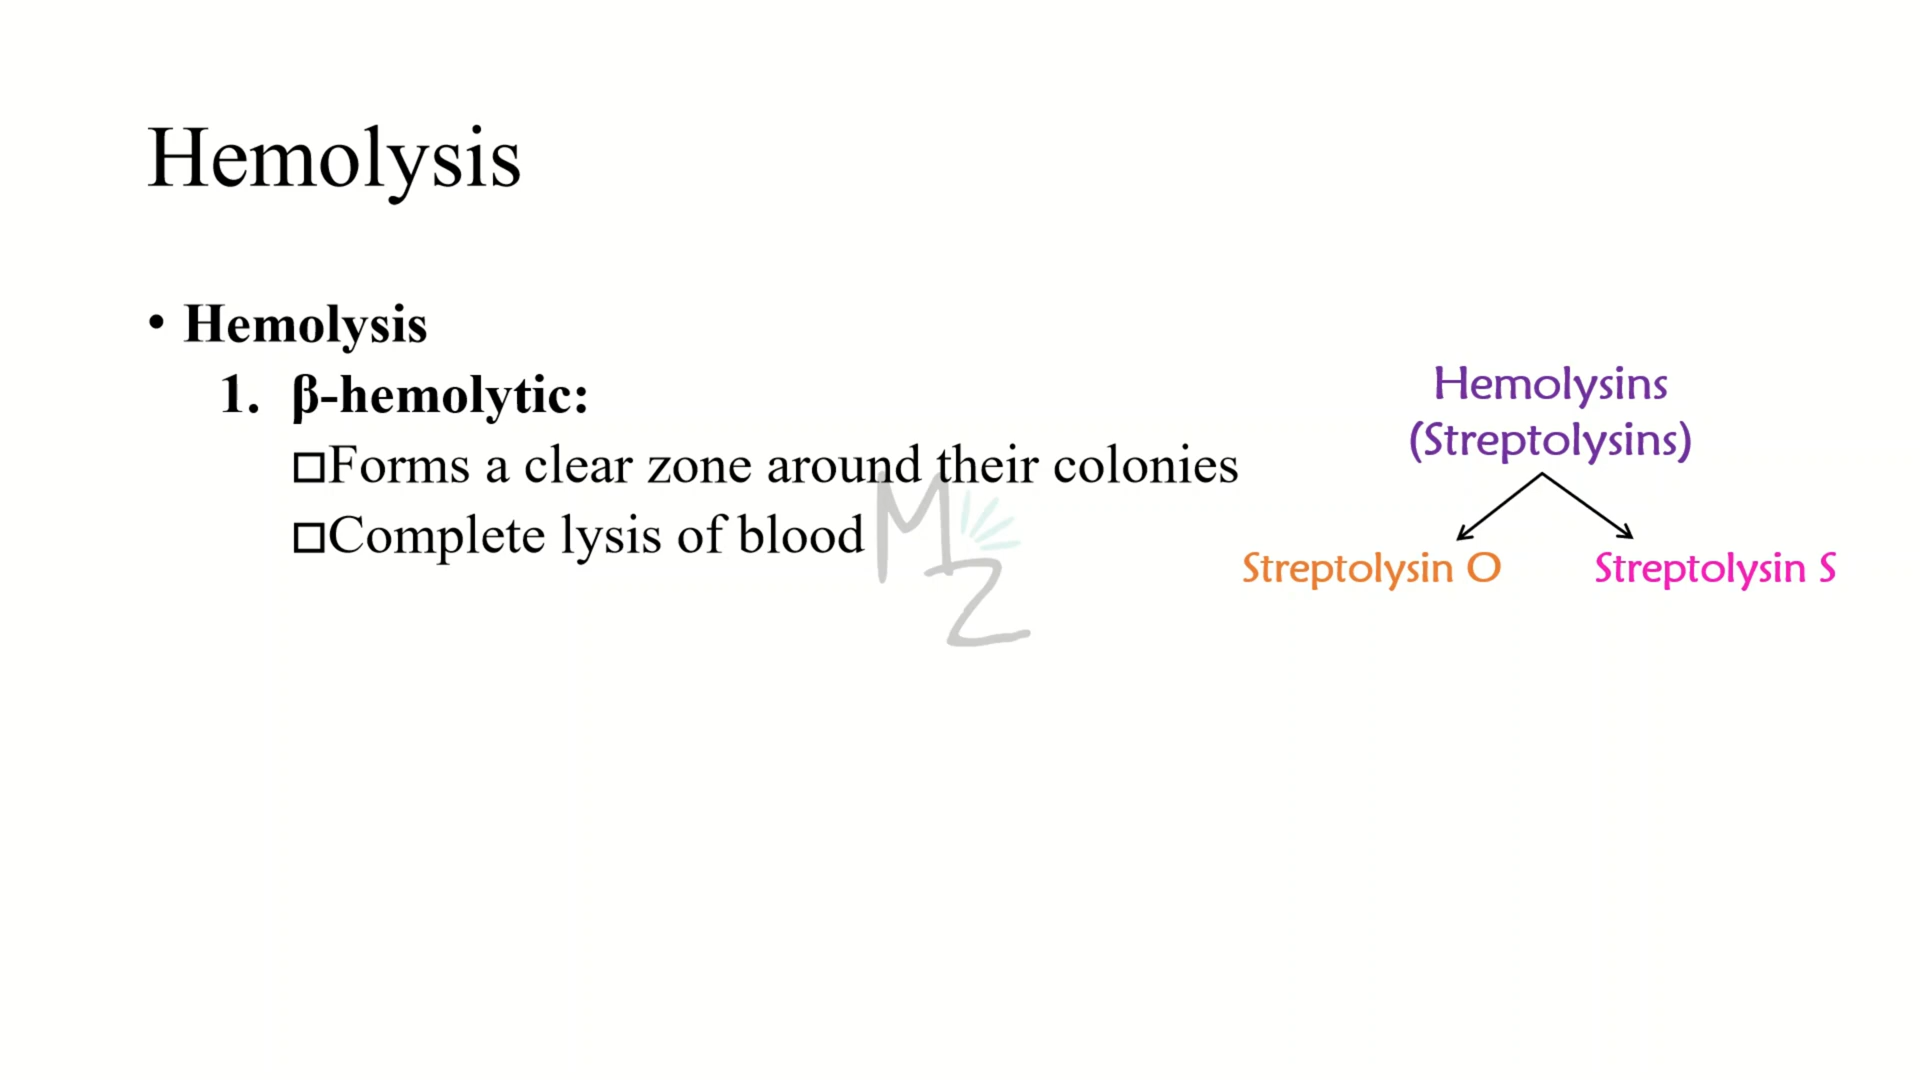 Hemolysis
• Hemolysis
1. β-hemolytic:
□Forms a clear zone around their colonies
□Complete lysis of blood
Hemolysins
(Streptolysins)
Streptolysin O
Streptolysin S
M
Z